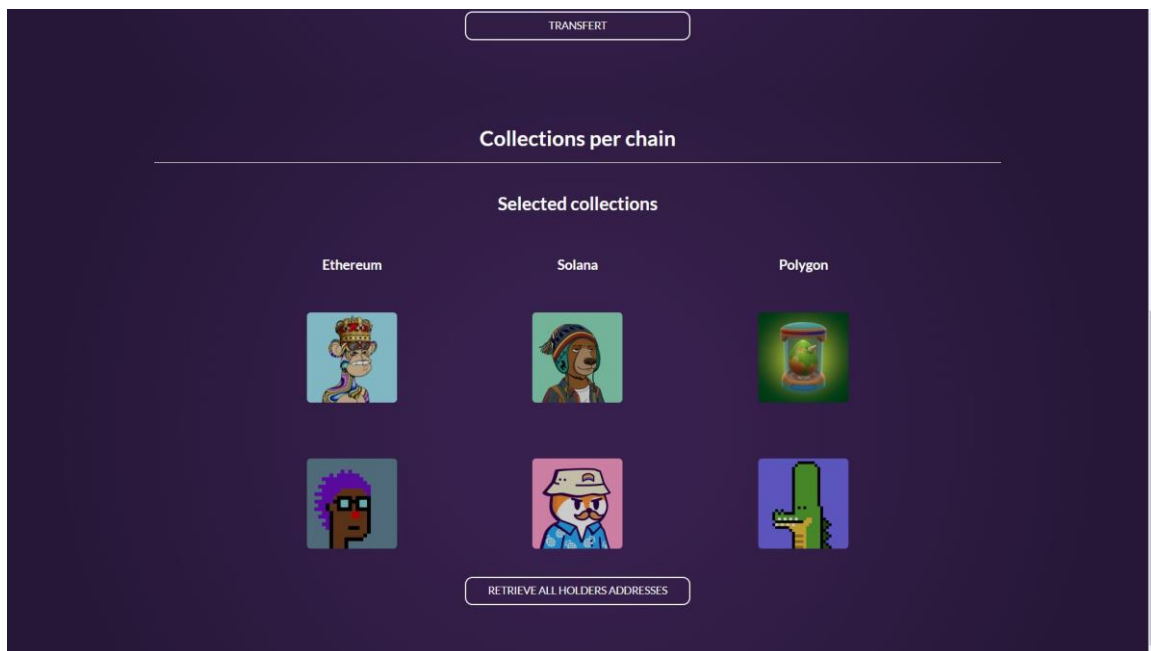 TRANSFERT
Collections per chain
Selected collections
Ethereum
Solana
Polygon
RETRIEVE ALL HOLDERS ADDRESSES